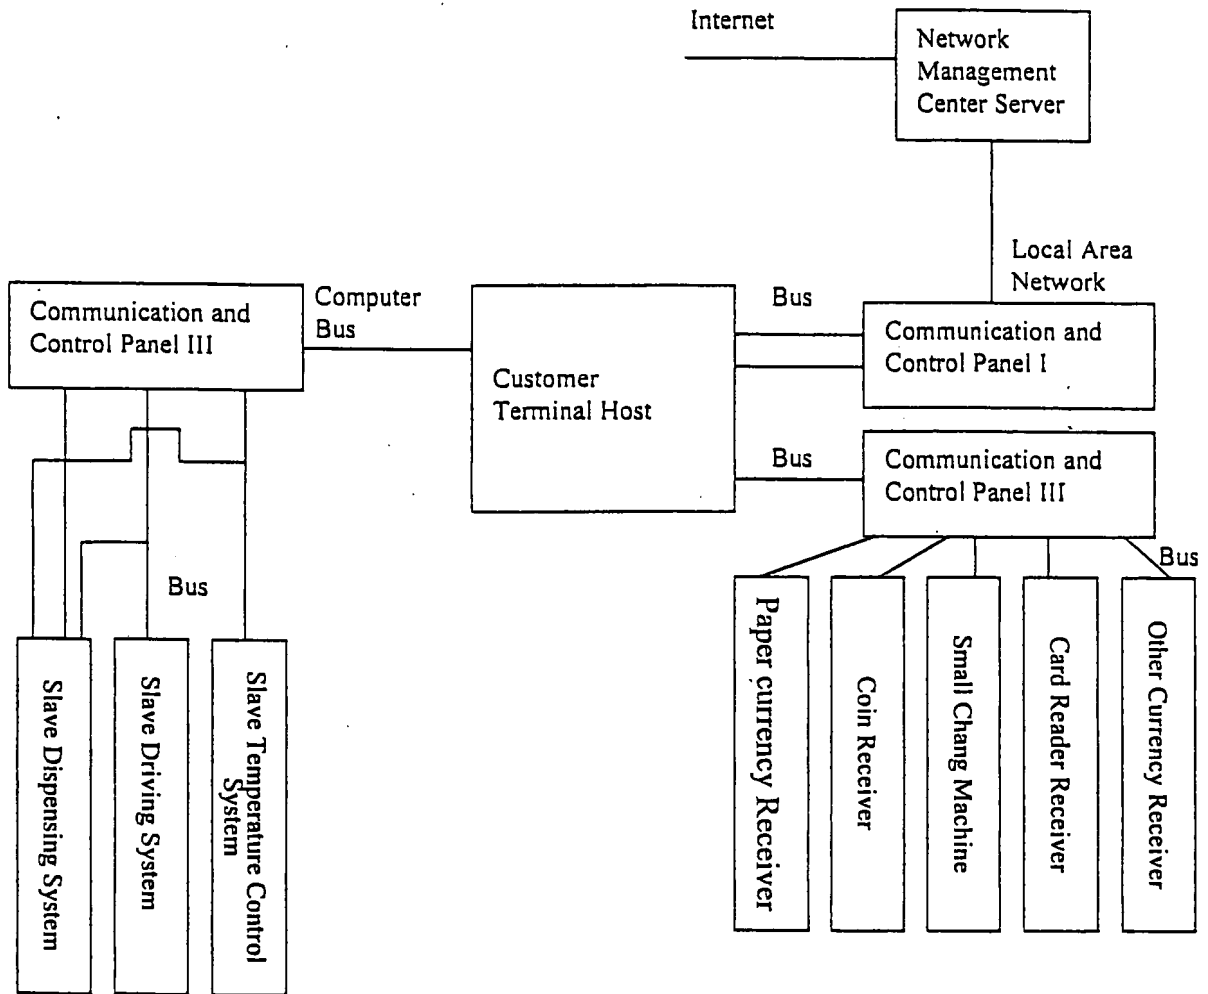 Internet
Network
Management
Center Server
Local Area
Network
Communication and
Control Panel III
Computer
Bus
Customer
Terminal Host
Bus
Communication and
Control Panel I
Bus
Communication and
Control Panel III
Bus
Bus
Slave Dispensing System
Slave Driving System
Slave Temperature Control
System
Paper currency Receiver
Coin Receiver
Small Chang Machine
Card Reader Receiver
Other Currency Receiver